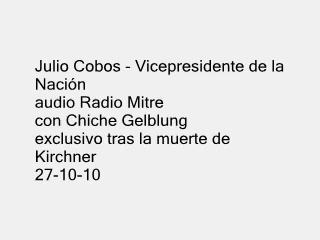 Julio Cobos - Vicepresidente de la
Nación
audio Radio Mitre
con Chiche Gelblung
exclusivo tras la muerte de
Kirchner
27-10-10